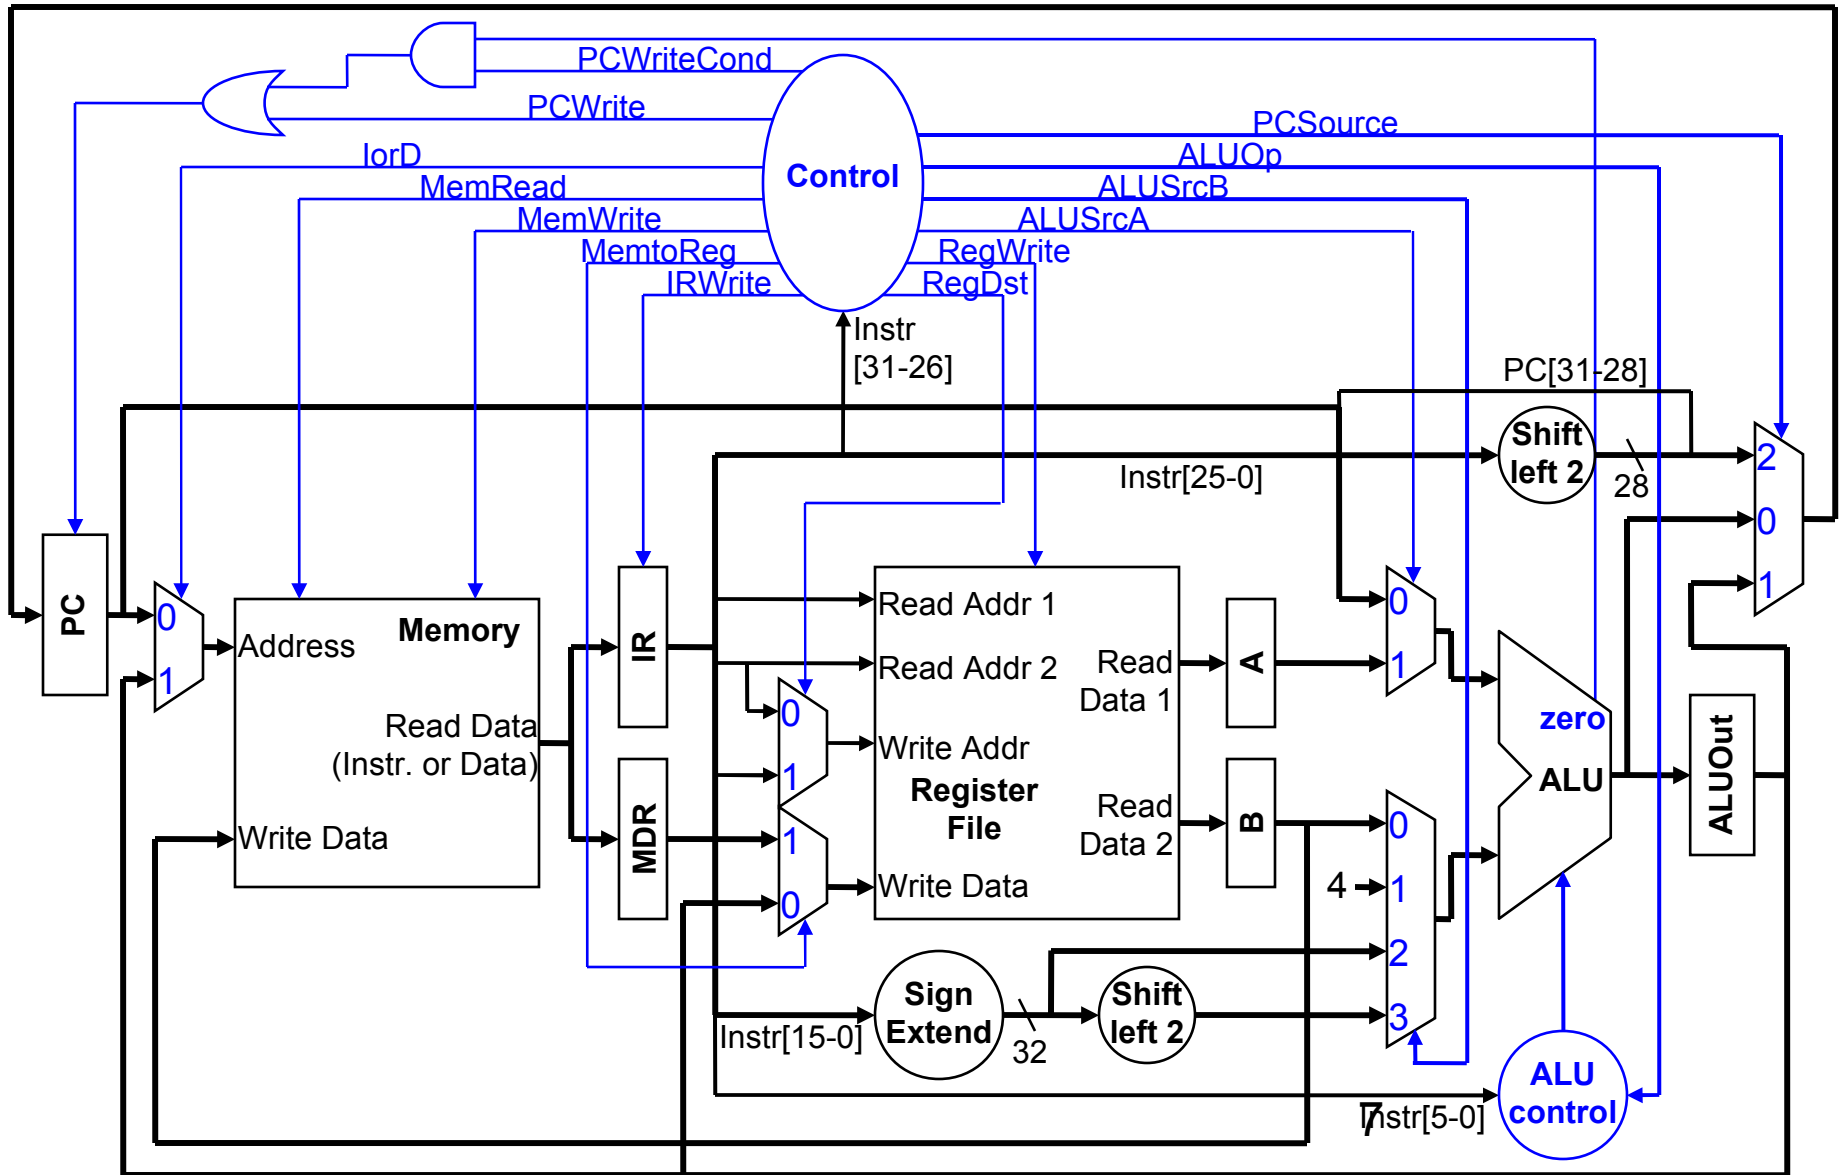 PCWriteCond
PCWrite
PCSource
IorD
Control
ALUOp
MemRead
ALUSrcB
MemWrite
ALUSrcA
MemtoReg
RegWrite
IRWrite
RegDst
Instr
[31-26]
PC[31-28]
Shift
left 2
Instr[25-0]
28
2
0
1
PC
0
1
Address
Memory
Read Data
(Instr. or Data)
Write Data
IR
MDR
0
1
1
0
Read Addr 1
Read Addr 2
Read
Data 1
Write Addr
Register
File
Read
Data 2
Write Data
A
B
0
1
0
4
1
2
3
zero
ALU
ALUOut
Sign
Extend
Instr[15-0]
32
Shift
left 2
ALU
control
Instr[5-0]
7